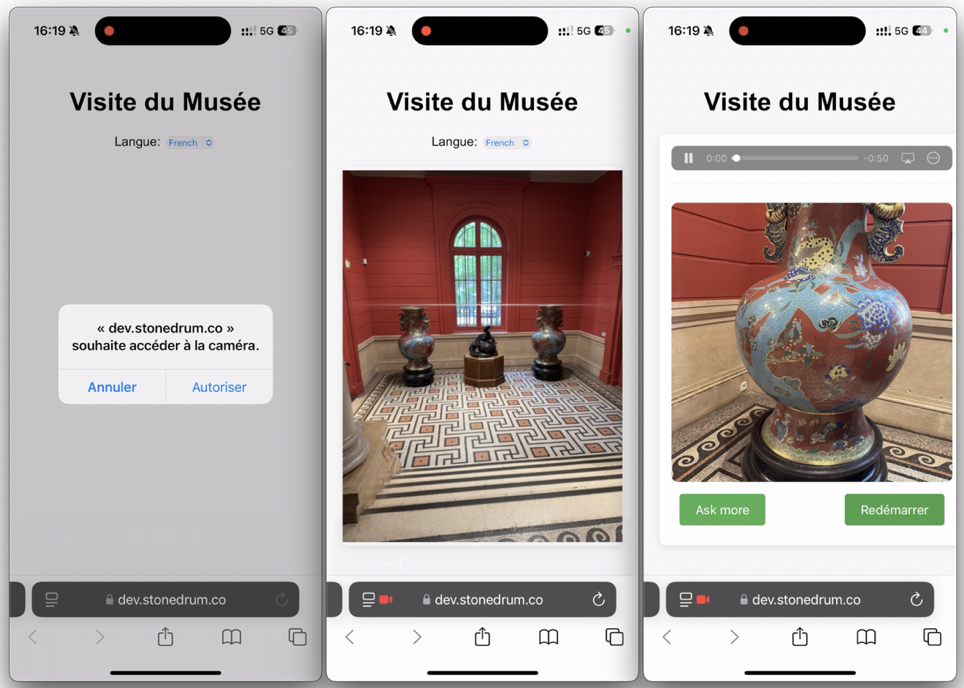 16:19 5G 45
Visite du Musée
Langue: French
« dev.stonedrum.co »
souhaite accéder à la caméra.
Annuler Autoriser
dev.stonedrum.co
16:19 5G 45
Visite du Musée
Langue: French
dev.stonedrum.co
16:19 5G 44
Visite du Musée
0:00 -0:50
Ask more Redémarrer
dev.stonedrum.co